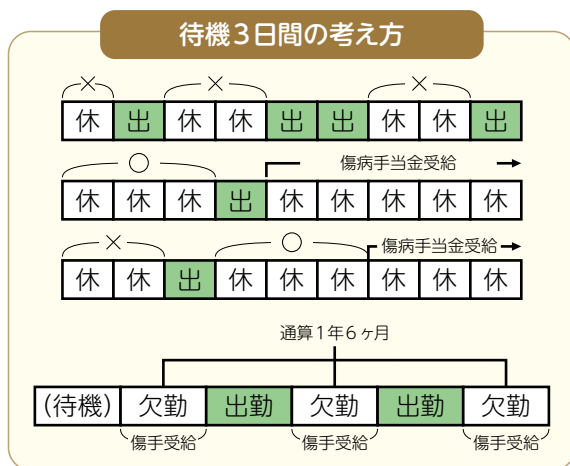 待機3日間の考え方
× × ×
休 出 休 休 出 出 休 休 出
○ 傷病手当金受給
休 休 休 出 休 休 休 休 休
× ○ 傷病手当金受給
休 休 出 休 休 休 休 休 休
通算1年6ヶ月
(待機) 欠勤 出勤 欠勤 出勤 欠勤
傷手受給 傷手受給 傷手受給